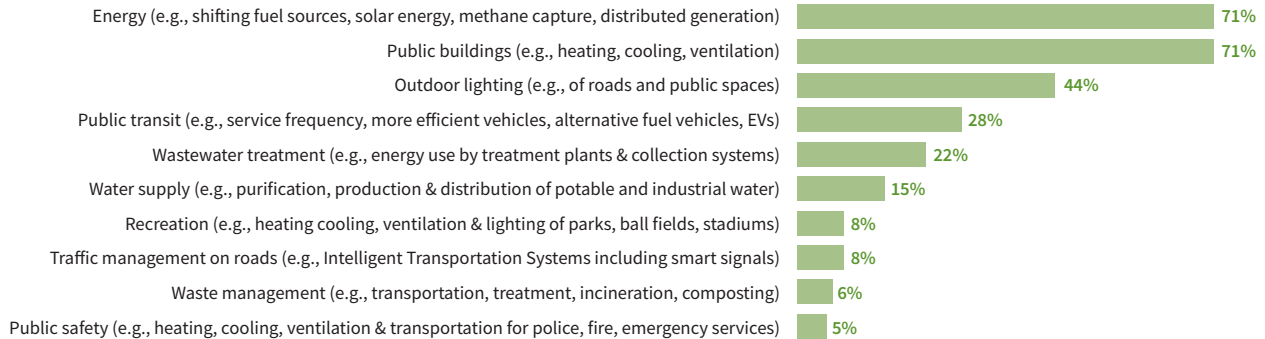 Energy (e.g., shifting fuel sources, solar energy, methane capture, distributed generation) 71%
Public buildings (e.g., heating, cooling, ventilation) 71%
Outdoor lighting (e.g., of roads and public spaces) 44%
Public transit (e.g., service frequency, more efficient vehicles, alternative fuel vehicles, EVs) 28%
Wastewater treatment (e.g., energy use by treatment plants & collection systems) 22%
Water supply (e.g., purification, production & distribution of potable and industrial water) 15%
Recreation (e.g., heating cooling, ventilation & lighting of parks, ball fields, stadiums) 8%
Traffic management on roads (e.g., Intelligent Transportation Systems including smart signals) 8%
Waste management (e.g., transportation, treatment, incineration, composting) 6%
Public safety (e.g., heating, cooling, ventilation & transportation for police, fire, emergency services) 5%